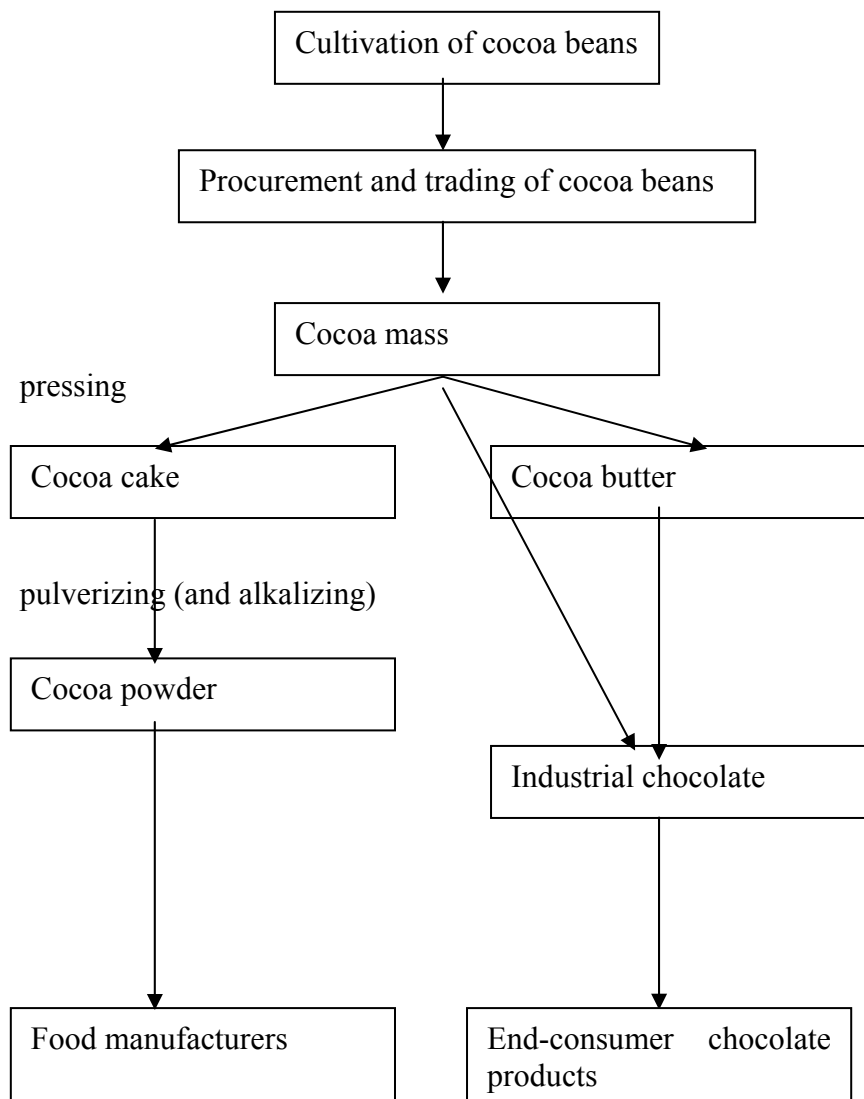 Cultivation of cocoa beans
Procurement and trading of cocoa beans
Cocoa mass
pressing
Cocoa cake
Cocoa butter
pulverizing (and alkalizing)
Cocoa powder
Industrial chocolate
Food manufacturers
End-consumer chocolate
products